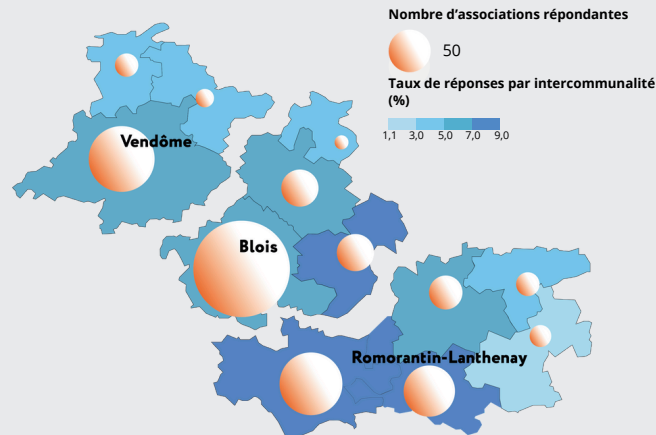 Nombre d’associations répondantes
50
Taux de réponses par intercommunalité
(%)
1,1 3,0 5,0 7,0 9,0
Vendôme
Blois
Romorantin-Lanthenay